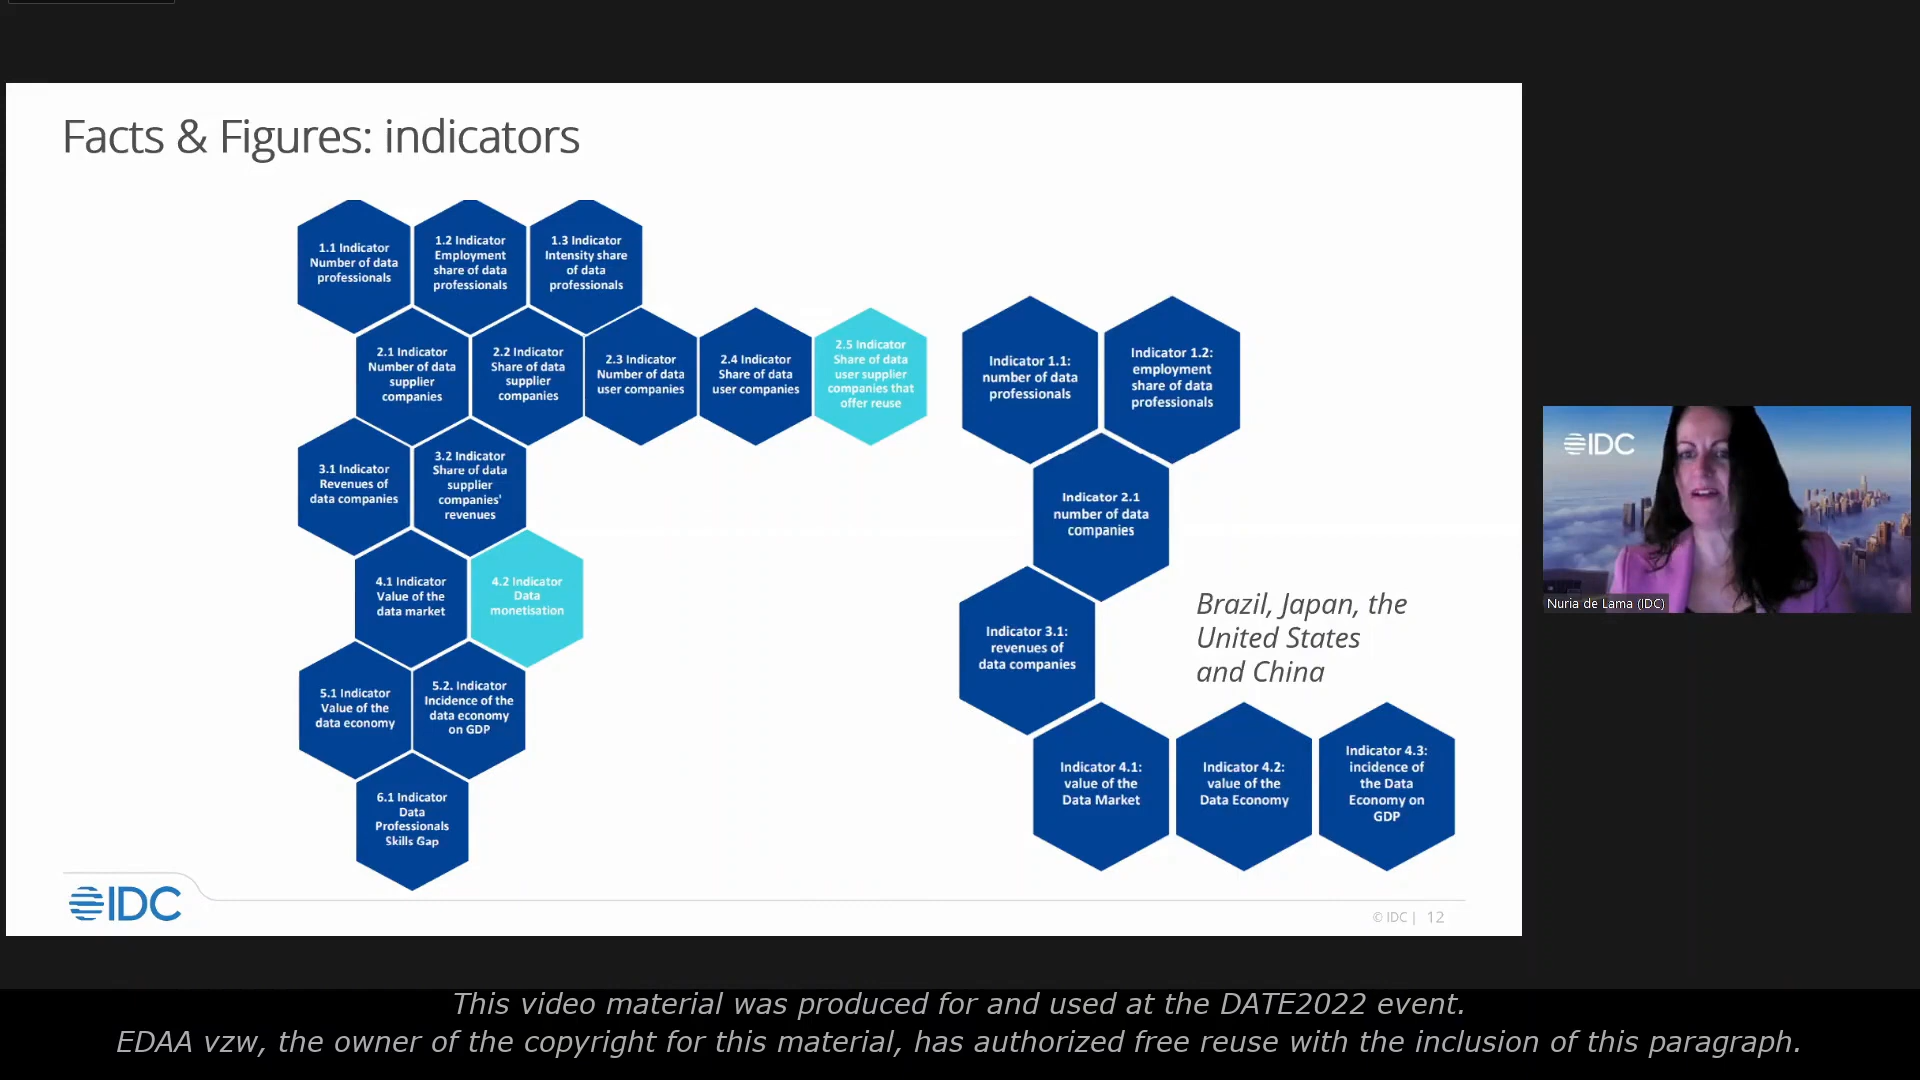 Facts & Figures: indicators
1.1 Indicator
Number of data
professionals
1.2 Indicator
Employment
share of data
professionals
1.3 Indicator
Intensity share
of data
professionals
2.1 Indicator
Number of data
supplier
companies
2.2 Indicator
Share of data
supplier
companies
2.3 Indicator
Number of data
user companies
2.4 Indicator
Share of data
user companies
2.5 Indicator
Share of data
user supplier
companies that
offer reuse
3.1 Indicator
Revenues of
data companies
3.2 Indicator
Share of data
supplier
companies'
revenues
4.1 Indicator
Value of the
data market
4.2 Indicator
Data
monetisation
5.1 Indicator
Value of the
data economy
5.2. Indicator
Incidence of the
data economy
on GDP
6.1 Indicator
Data
Professionals
Skills Gap
Indicator 1.1:
number of data
professionals
Indicator 1.2:
employment
share of data
professionals
Indicator 2.1
number of data
companies
Indicator 3.1:
revenues of
data companies
Brazil, Japan, the
United States
and China
Indicator 4.1:
value of the
Data Market
Indicator 4.2:
value of the
Data Economy
Indicator 4.3:
incidence of
the Data
Economy on
GDP
IDC
© IDC | 12
IDC
Nuria de Lama (IDC)
This video material was produced for and used at the DATE2022 event.
EDAA vzw, the owner of the copyright for this material, has authorized free reuse with the inclusion of this paragraph.